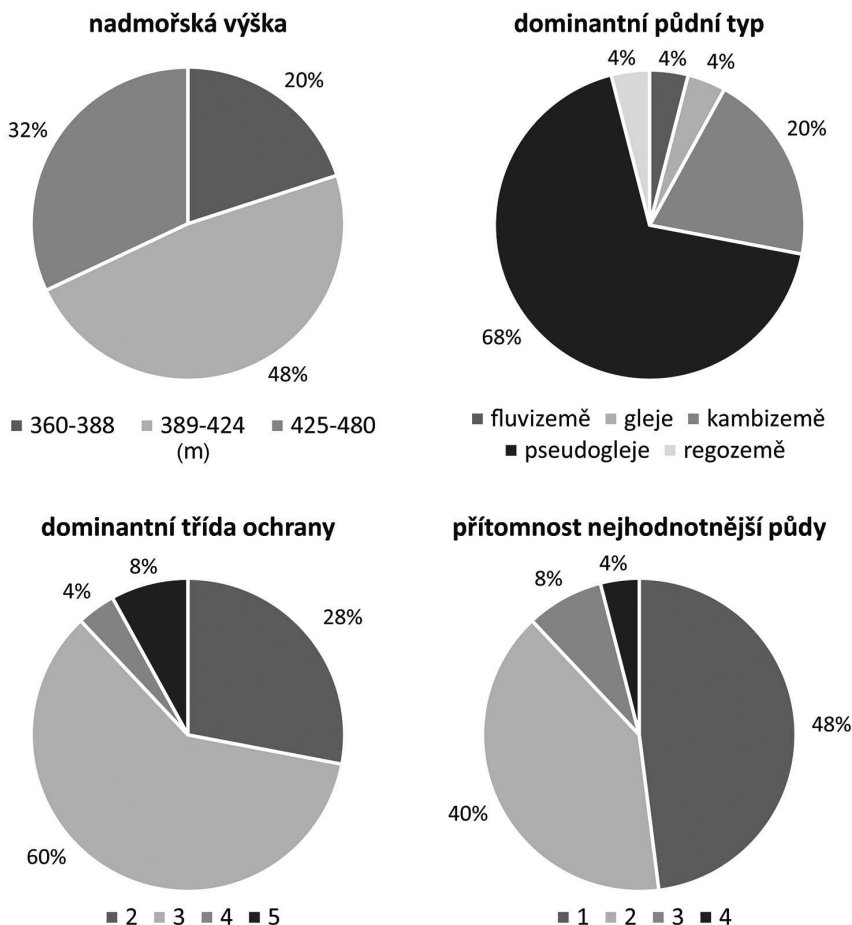 nadmořská výška
20%
32%
48%
360-388 389-424 425-480
(m)
dominantní půdní typ
4% 4% 4%
20%
68%
fluvizemě gleje kambizemě
pseudogleje regozemě
dominantní třída ochrany
8%
4%
28%
60%
2 3 4 5
přítomnost nejhodnotnější půdy
4%
8%
48%
40%
1 2 3 4